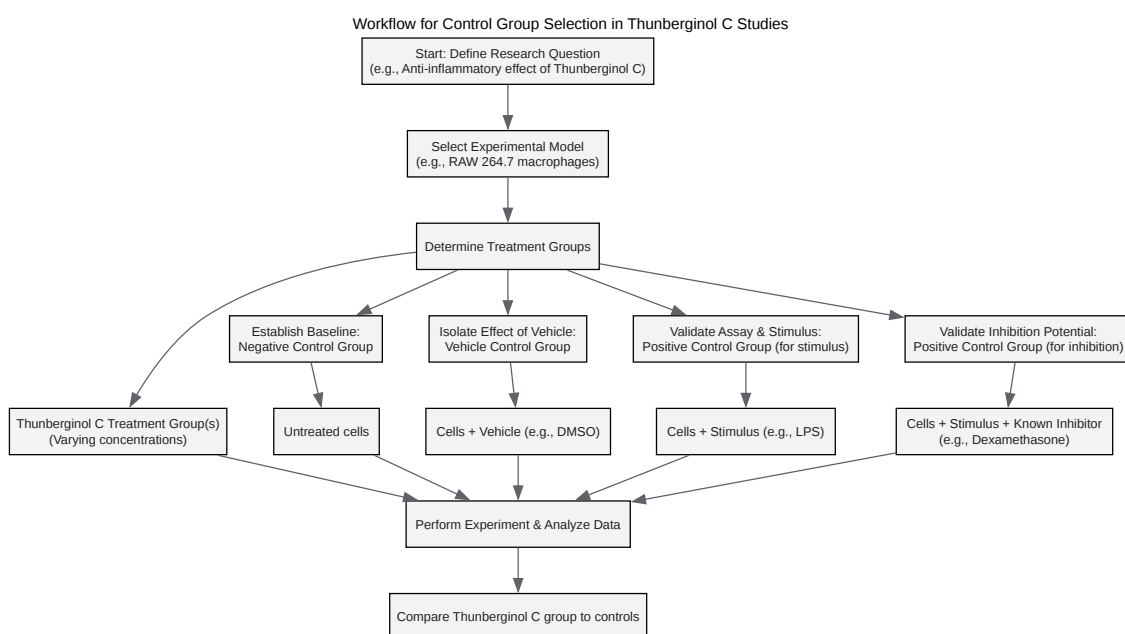 Workflow for Control Group Selection in Thunberginol C Studies
Start: Define Research Question
(e.g., Anti-inflammatory effect of Thunberginol C)
Select Experimental Model
(e.g., RAW 264.7 macrophages)
Determine Treatment Groups
Establish Baseline:
Negative Control Group
Isolate Effect of Vehicle:
Vehicle Control Group
Validate Assay & Stimulus:
Positive Control Group (for stimulus)
Validate Inhibition Potential:
Positive Control Group (for inhibition)
Thunberginol C Treatment Group(s)
(Varying concentrations)
Untreated cells
Cells + Vehicle (e.g., DMSO)
Cells + Stimulus (e.g., LPS)
Cells + Stimulus + Known Inhibitor
(e.g., Dexamethasone)
Perform Experiment & Analyze Data
Compare Thunberginol C group to controls